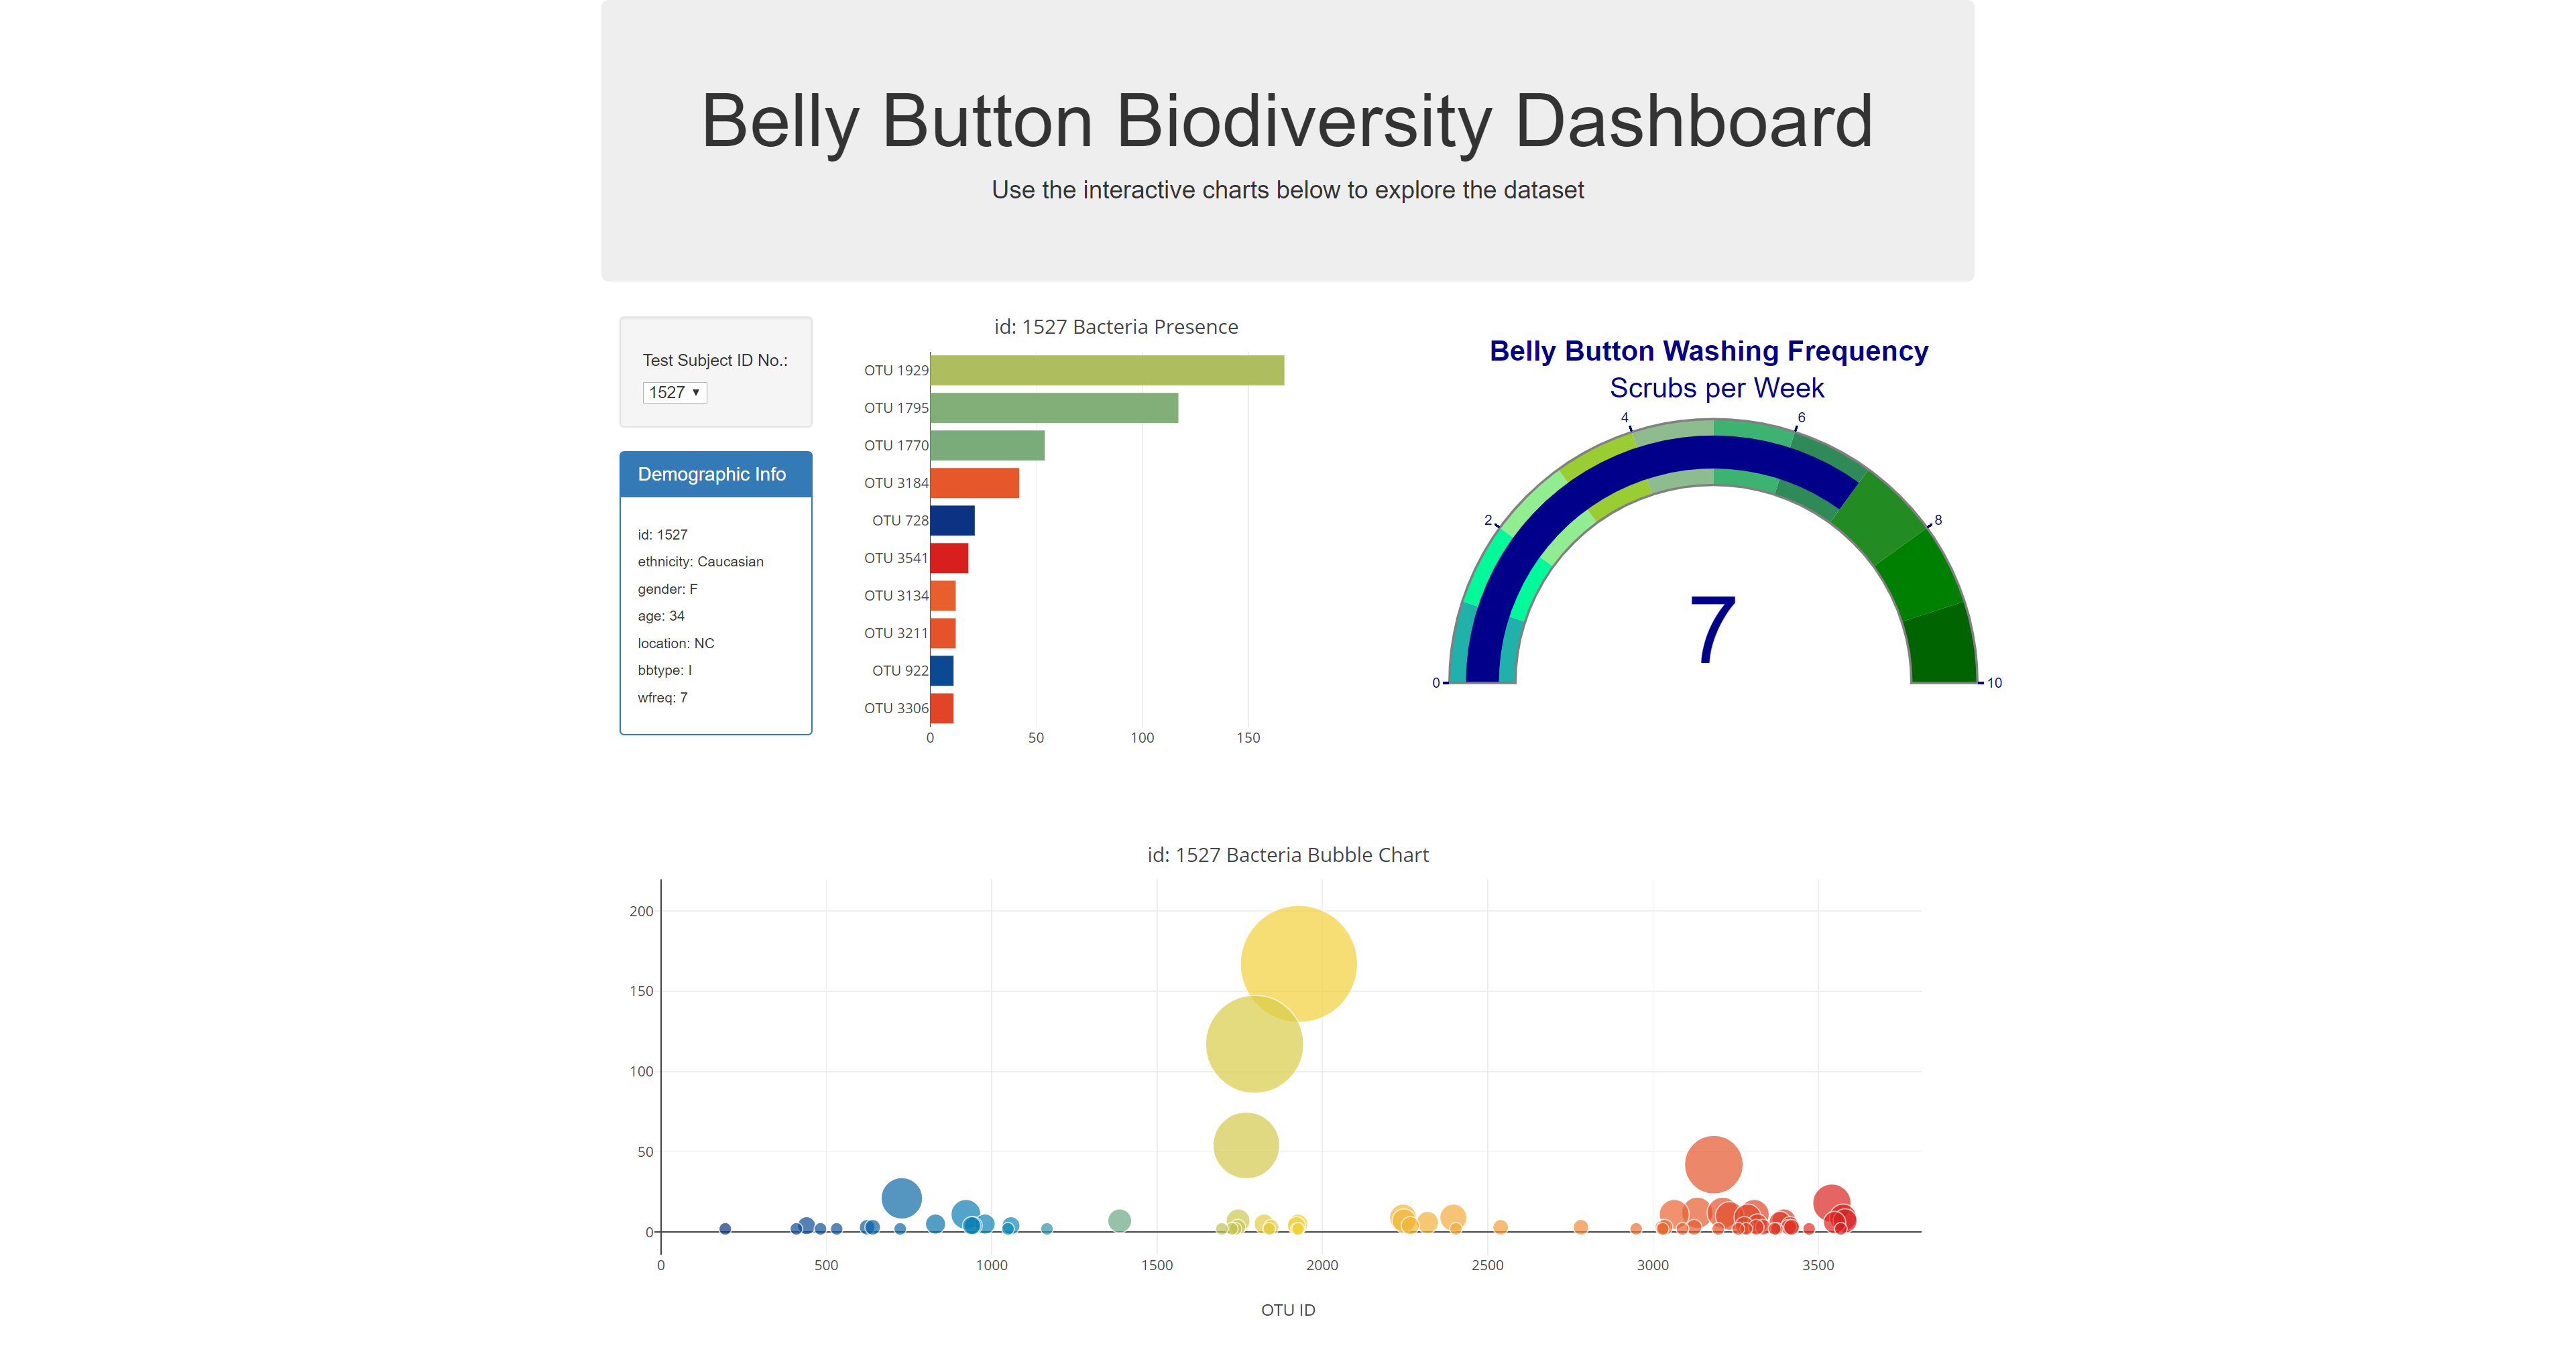 Belly Button Biodiversity Dashboard
Use the interactive charts below to explore the dataset
Test Subject ID No.:
1527 ▼
Demographic Info
id: 1527
ethnicity: Caucasian
gender: F
age: 34
location: NC
bbtype: I
wfreq: 7
id: 1527 Bacteria Presence
OTU 1929
OTU 1795
OTU 1770
OTU 3184
OTU 728
OTU 3541
OTU 3134
OTU 3211
OTU 922
OTU 3306
0 50 100 150
Belly Button Washing Frequency
Scrubs per Week
4 6
2 8
7
0 10
id: 1527 Bacteria Bubble Chart
200
150
100
50
0
0 500 1000 1500 2000 2500 3000 3500
OTU ID